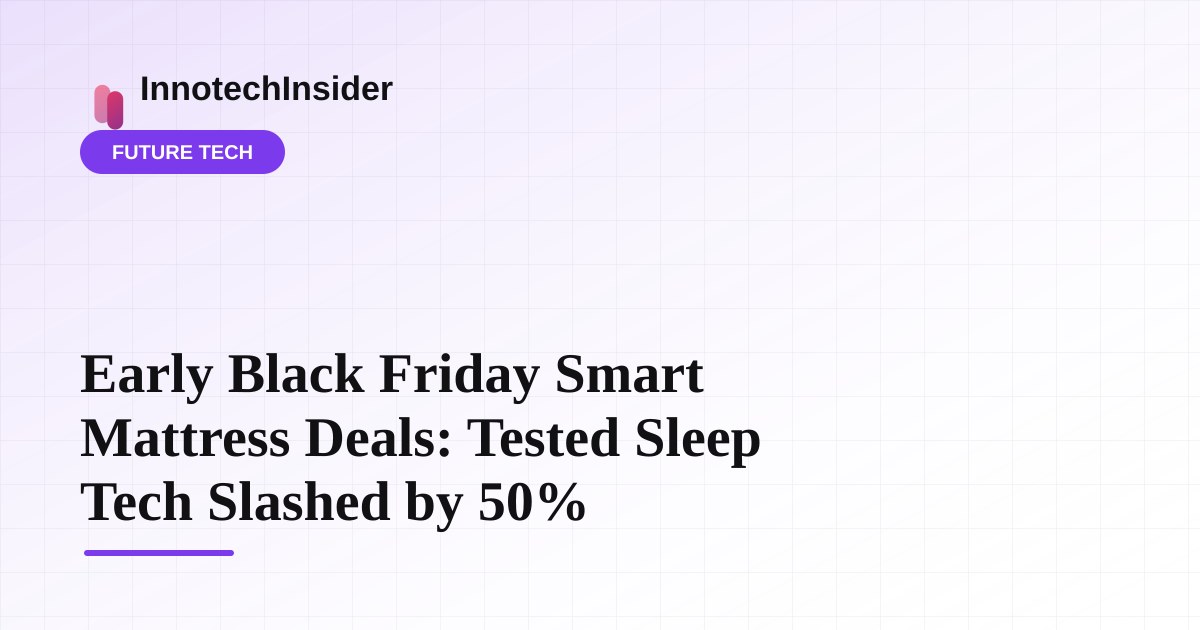 InnotechInsider
FUTURE TECH
Early Black Friday Smart
Mattress Deals: Tested Sleep
Tech Slashed by 50%